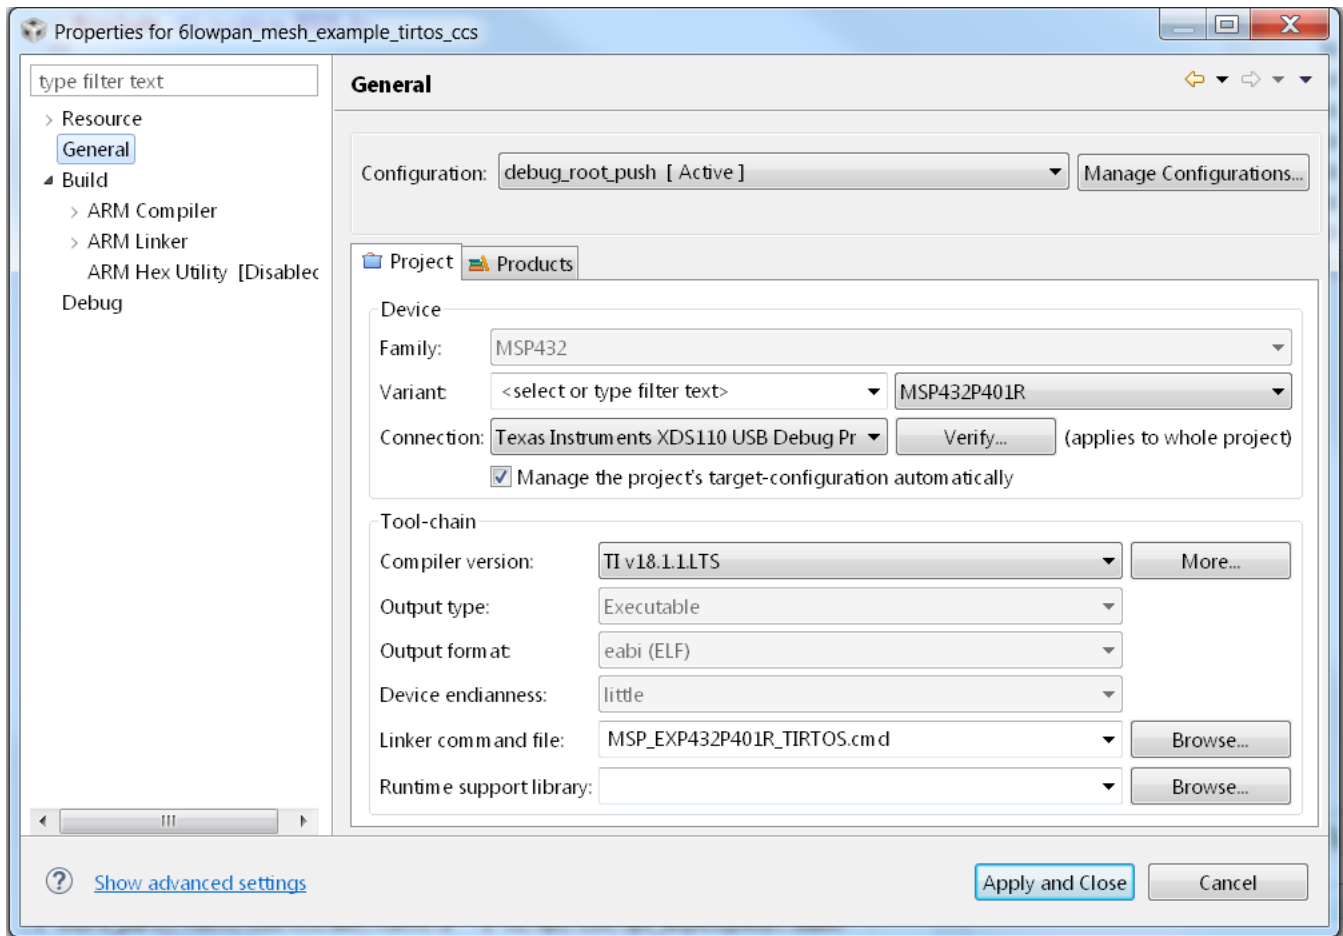 Properties for 6lowpan_mesh_example_tirtos_ccs
type filter text
Resource
General
Build
ARM Compiler
ARM Linker
ARM Hex Utility [Disabled
Debug
General
Configuration: debug_root_push [ Active ] Manage Configurations...
Project Products
Device
Family: MSP432
Variant: <select or type filter text> MSP432P401R
Connection: Texas Instruments XDS110 USB Debug Pr Verify... (applies to whole project)
Manage the project's target-configuration automatically
Tool-chain
Compiler version: TI v18.1.1.LTS More...
Output type: Executable
Output format: eabi (ELF)
Device endianness: little
Linker command file: MSP_EXP432P401R_TIRTOS.cmd Browse...
Runtime support library: Browse...
Show advanced settings Apply and Close Cancel